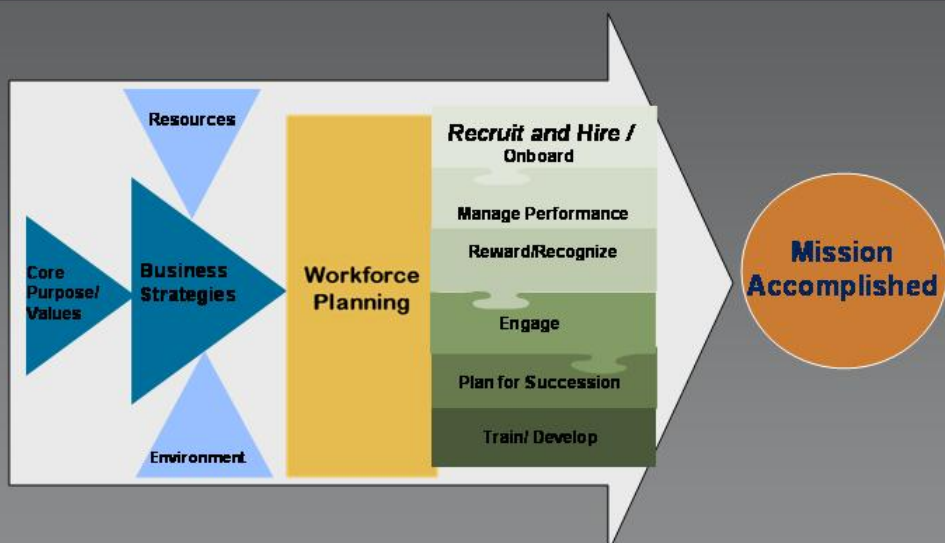 Resources
Core
Purpose/
Values
Business
Strategies
Environment
Workforce
Planning
Recruit and Hire /
Onboard
Manage Performance
Reward/Recognize
Engage
Plan for Succession
Train/ Develop
Mission
Accomplished